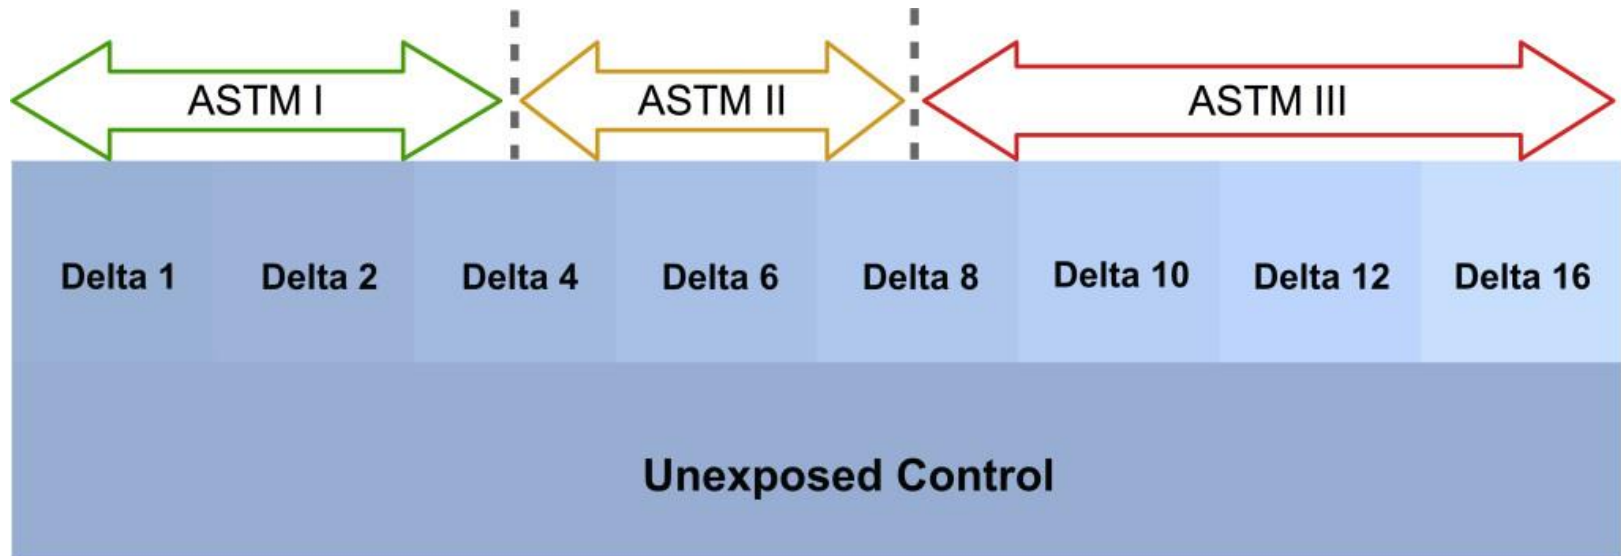 ASTM I ASTM II ASTM III
Delta 1 Delta 2 Delta 4 Delta 6 Delta 8 Delta 10 Delta 12 Delta 16
Unexposed Control